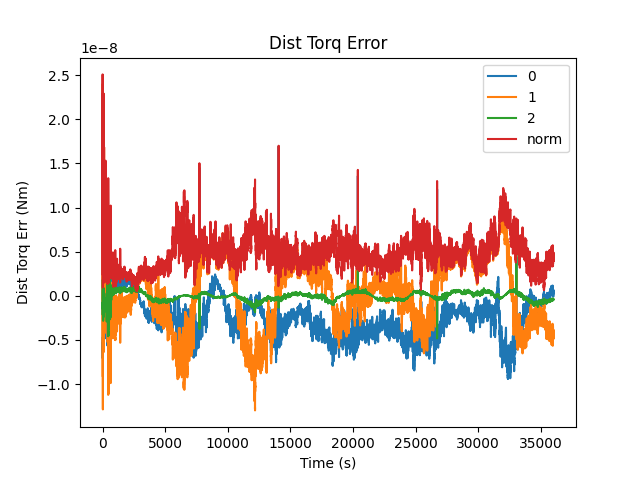 Dist Torq Error
1e−8
2.5
2.0
1.5
1.0
0.5
0.0
−0.5
−1.0
Dist Torq Err (Nm)
0
1
2
norm
0 5000 10000 15000 20000 25000 30000 35000
Time (s)